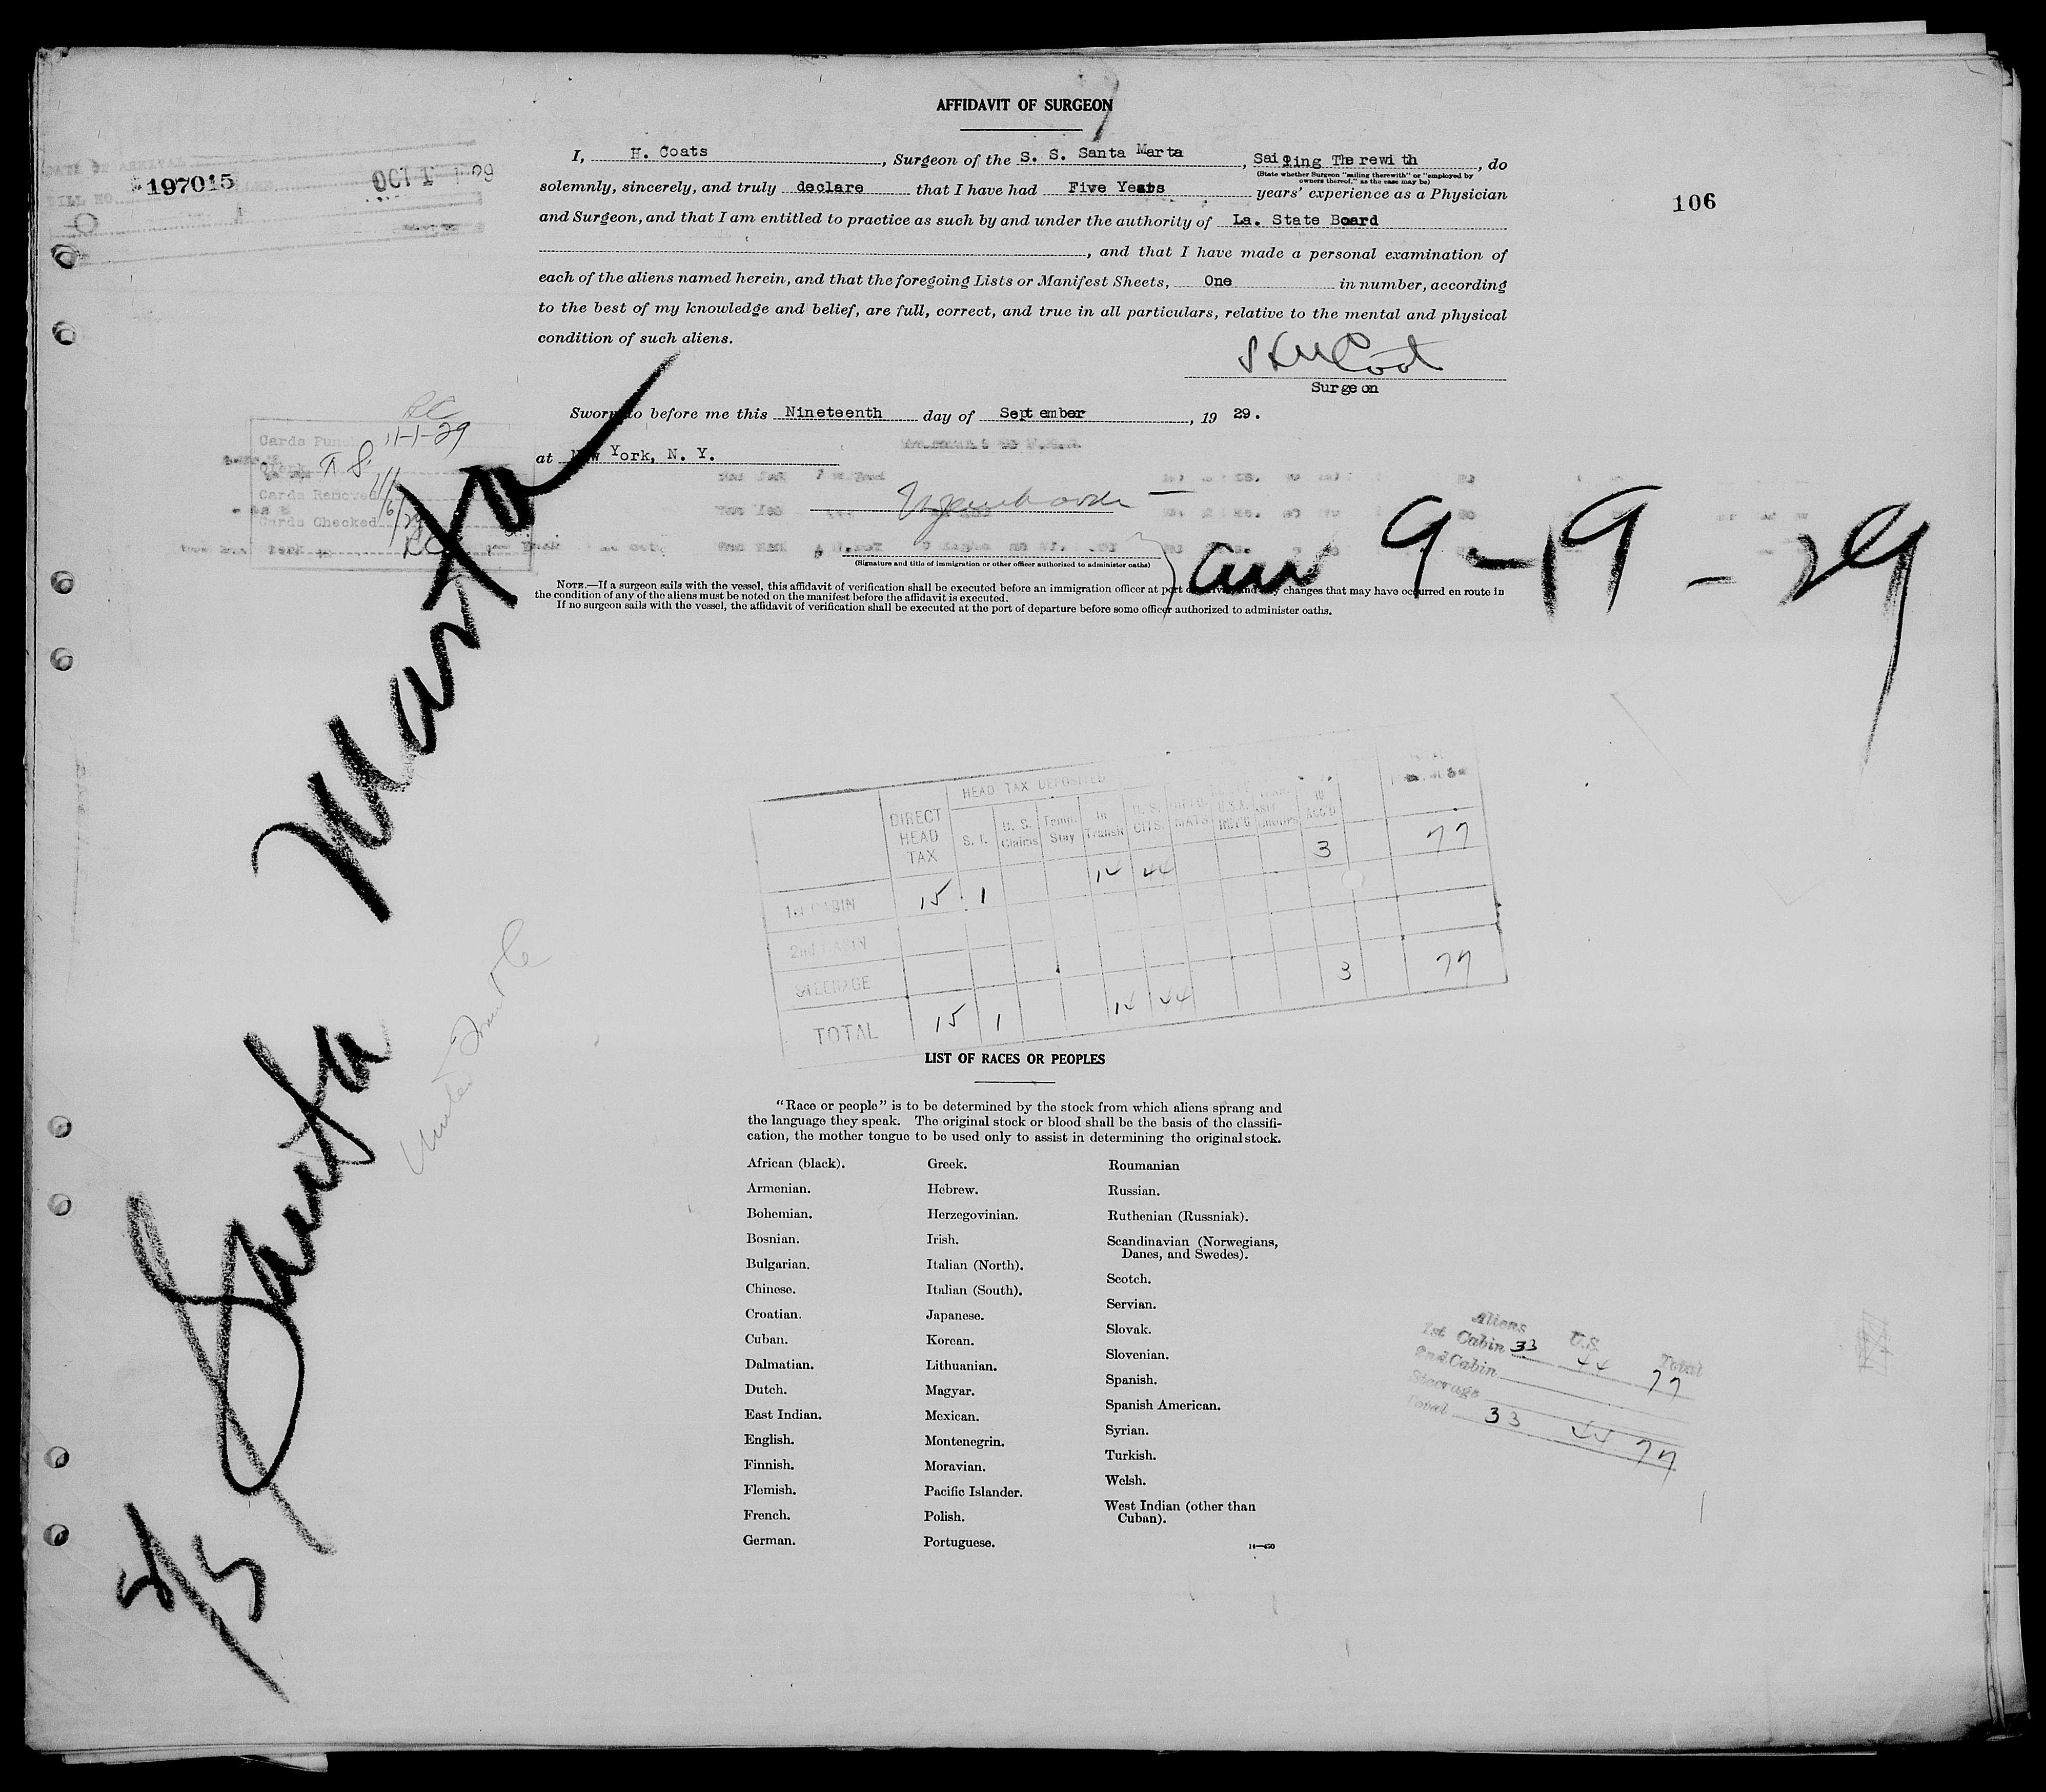 AFFIDAVIT OF SURGEON
I, H. Coats, Surgeon of the S. S. Santa Marta, Sailing Therewith, do
(State whether Surgeon "sailing therewith" or "employed by
owners thereof," as the case may be)
solemnly, sincerely, and truly declare that I have had Five Years years' experience as a Physician
and Surgeon, and that I am entitled to practice as such by and under the authority of La. State Board
, and that I have made a personal examination of
each of the aliens named herein, and that the foregoing Lists or Manifest Sheets, One in number, according
to the best of my knowledge and belief, are full, correct, and true in all particulars, relative to the mental and physical
condition of such aliens.
Surgeon
Sworn to before me this Nineteenth day of September, 19 29.
at New York, N. Y.
(Signature and title of immigration or other officer authorized to administer oaths)
NOTE.—If a surgeon sails with the vessel, this affidavit of verification shall be executed before an immigration officer at port of arrival and any changes that may have occurred en route in
the condition of any of the aliens must be noted on the manifest before the affidavit is executed.
If no surgeon sails with the vessel, the affidavit of verification shall be executed at the port of departure before some officer authorized to administer oaths.
197015
106
Cards Punched 11-1-29
Cards Removed
Cards Checked
Santa Marta
9-19-29
HEAD TAX DEPOSITED
DIRECT HEAD TAX S. I. U. S. Claims Temp. Stay In Transit U. S. CITS.
1st CABIN 15 1 14 44 3 77
2nd CABIN
STEERAGE
TOTAL 15 1 14 44 3 77
LIST OF RACES OR PEOPLES
"Race or people" is to be determined by the stock from which aliens sprang and
the language they speak. The original stock or blood shall be the basis of the classifi-
cation, the mother tongue to be used only to assist in determining the original stock.
African (black).
Armenian.
Bohemian.
Bosnian.
Bulgarian.
Chinese.
Croatian.
Cuban.
Dalmatian.
Dutch.
East Indian.
English.
Finnish.
Flemish.
French.
German.
Greek.
Hebrew.
Herzegovinian.
Irish.
Italian (North).
Italian (South).
Japanese.
Korean.
Lithuanian.
Magyar.
Mexican.
Montenegrin.
Moravian.
Pacific Islander.
Polish.
Portuguese.
Roumanian
Russian.
Ruthenian (Russniak).
Scandinavian (Norwegians,
Danes, and Swedes).
Scotch.
Servian.
Slovak.
Slovenian.
Spanish.
Spanish American.
Syrian.
Turkish.
Welsh.
West Indian (other than
Cuban).
Aliens U.S. Total
1st Cabin 33 44 77
2nd Cabin
Steerage
Total 33 44 77
S/S